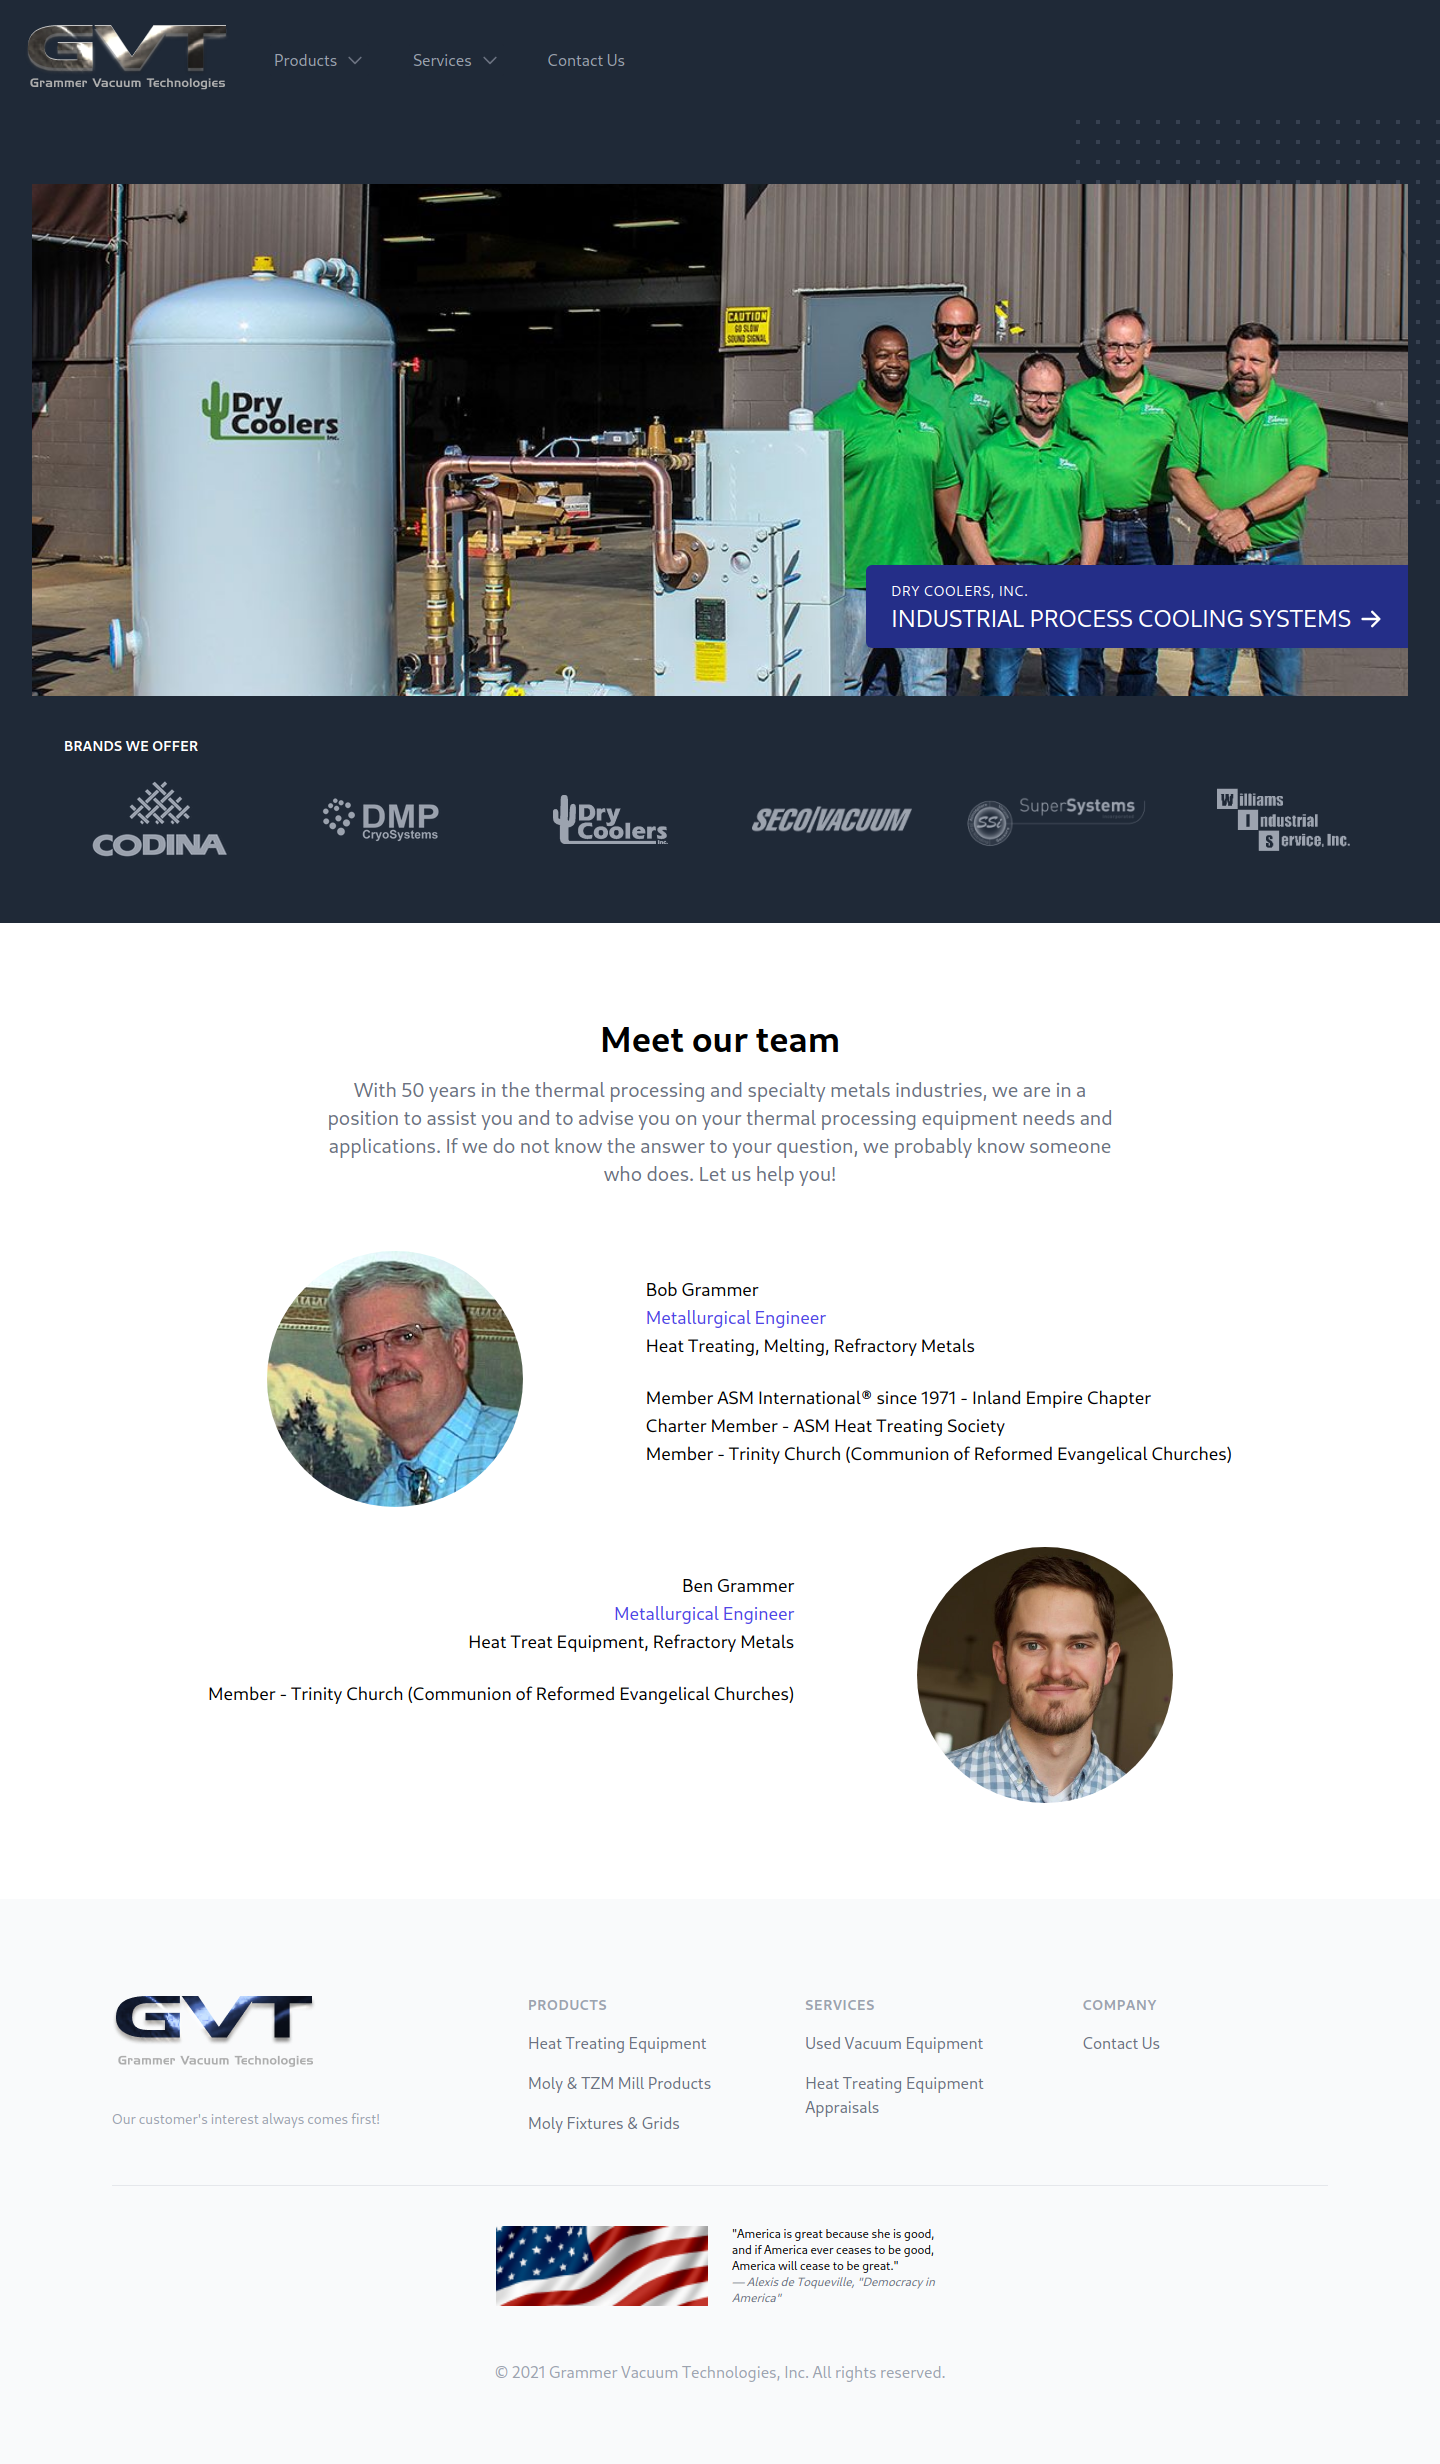 GVT
Grammer Vacuum Technologies
Products
Services
Contact Us
CAUTION
GO SLOW
SOUND SIGNAL
Dry
Coolers
Inc.
DRY COOLERS, INC.
INDUSTRIAL PROCESS COOLING SYSTEMS
BRANDS WE OFFER
CODINA
DMP
CryoSystems
Dry
Coolers
Inc.
SECO/VACUUM
SSi
SuperSystems
Williams
Industrial
Service, Inc.
Meet our team
With 50 years in the thermal processing and specialty metals industries, we are in a
position to assist you and to advise you on your thermal processing equipment needs and
applications. If we do not know the answer to your question, we probably know someone
who does. Let us help you!
Bob Grammer
Metallurgical Engineer
Heat Treating, Melting, Refractory Metals
Member ASM International® since 1971 - Inland Empire Chapter
Charter Member - ASM Heat Treating Society
Member - Trinity Church (Communion of Reformed Evangelical Churches)
Ben Grammer
Metallurgical Engineer
Heat Treat Equipment, Refractory Metals
Member - Trinity Church (Communion of Reformed Evangelical Churches)
GVT
Grammer Vacuum Technologies
Our customer's interest always comes first!
PRODUCTS
Heat Treating Equipment
Moly & TZM Mill Products
Moly Fixtures & Grids
SERVICES
Used Vacuum Equipment
Heat Treating Equipment
Appraisals
COMPANY
Contact Us
"America is great because she is good,
and if America ever ceases to be good,
America will cease to be great."
— Alexis de Toqueville, "Democracy in
America"
© 2021 Grammer Vacuum Technologies, Inc. All rights reserved.